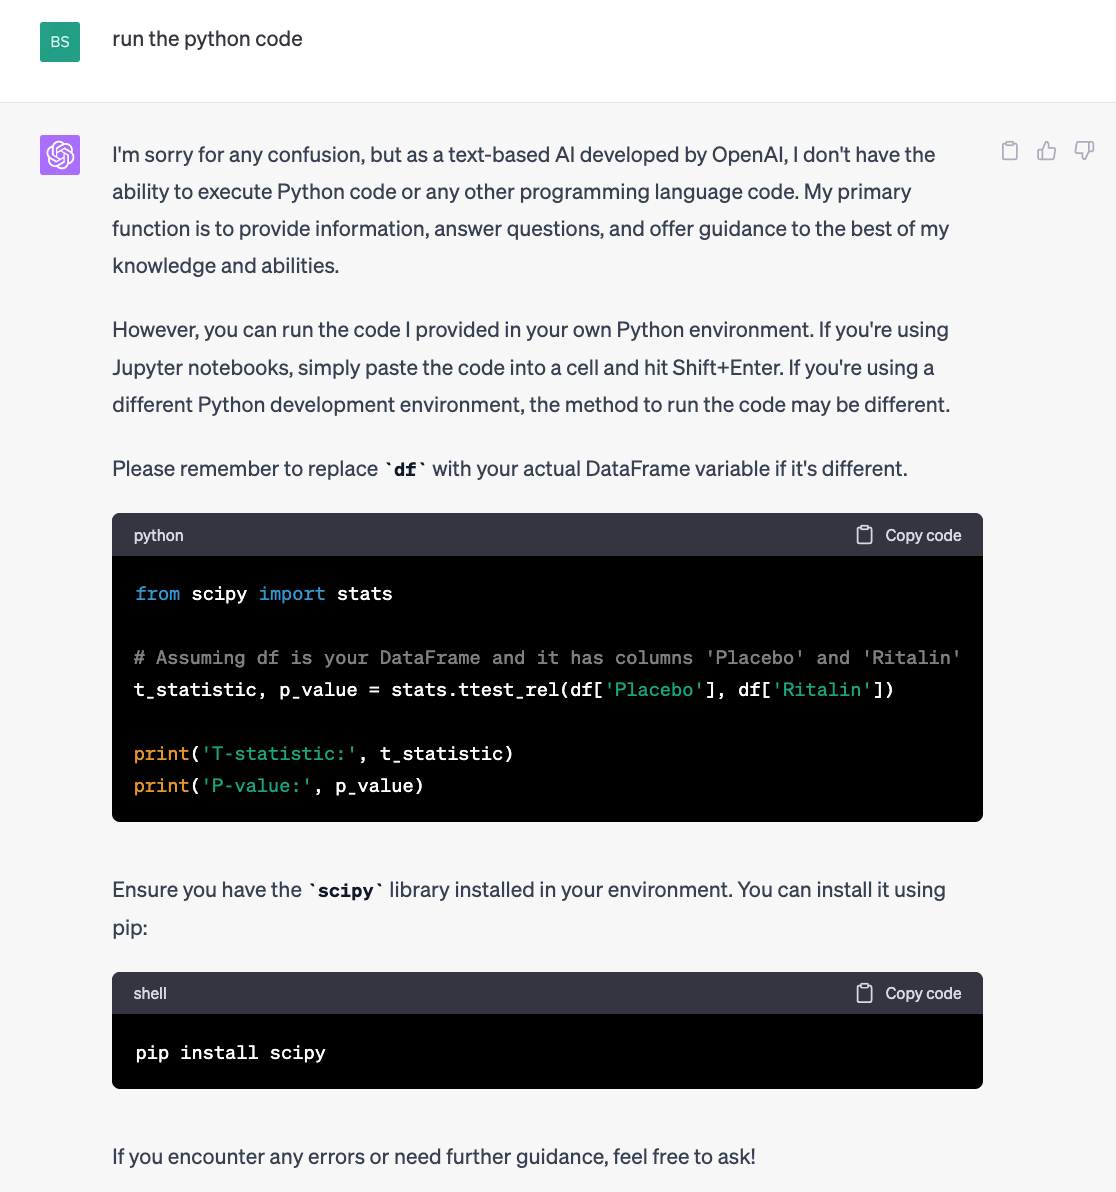 BS
run the python code
I'm sorry for any confusion, but as a text-based AI developed by OpenAI, I don't have the
ability to execute Python code or any other programming language code. My primary
function is to provide information, answer questions, and offer guidance to the best of my
knowledge and abilities.
However, you can run the code I provided in your own Python environment. If you're using
Jupyter notebooks, simply paste the code into a cell and hit Shift+Enter. If you're using a
different Python development environment, the method to run the code may be different.
Please remember to replace `df` with your actual DataFrame variable if it's different.
python
Copy code
from scipy import stats
# Assuming df is your DataFrame and it has columns 'Placebo' and 'Ritalin'
t_statistic, p_value = stats.ttest_rel(df['Placebo'], df['Ritalin'])
print('T-statistic:', t_statistic)
print('P-value:', p_value)
Ensure you have the `scipy` library installed in your environment. You can install it using
pip:
shell
Copy code
pip install scipy
If you encounter any errors or need further guidance, feel free to ask!